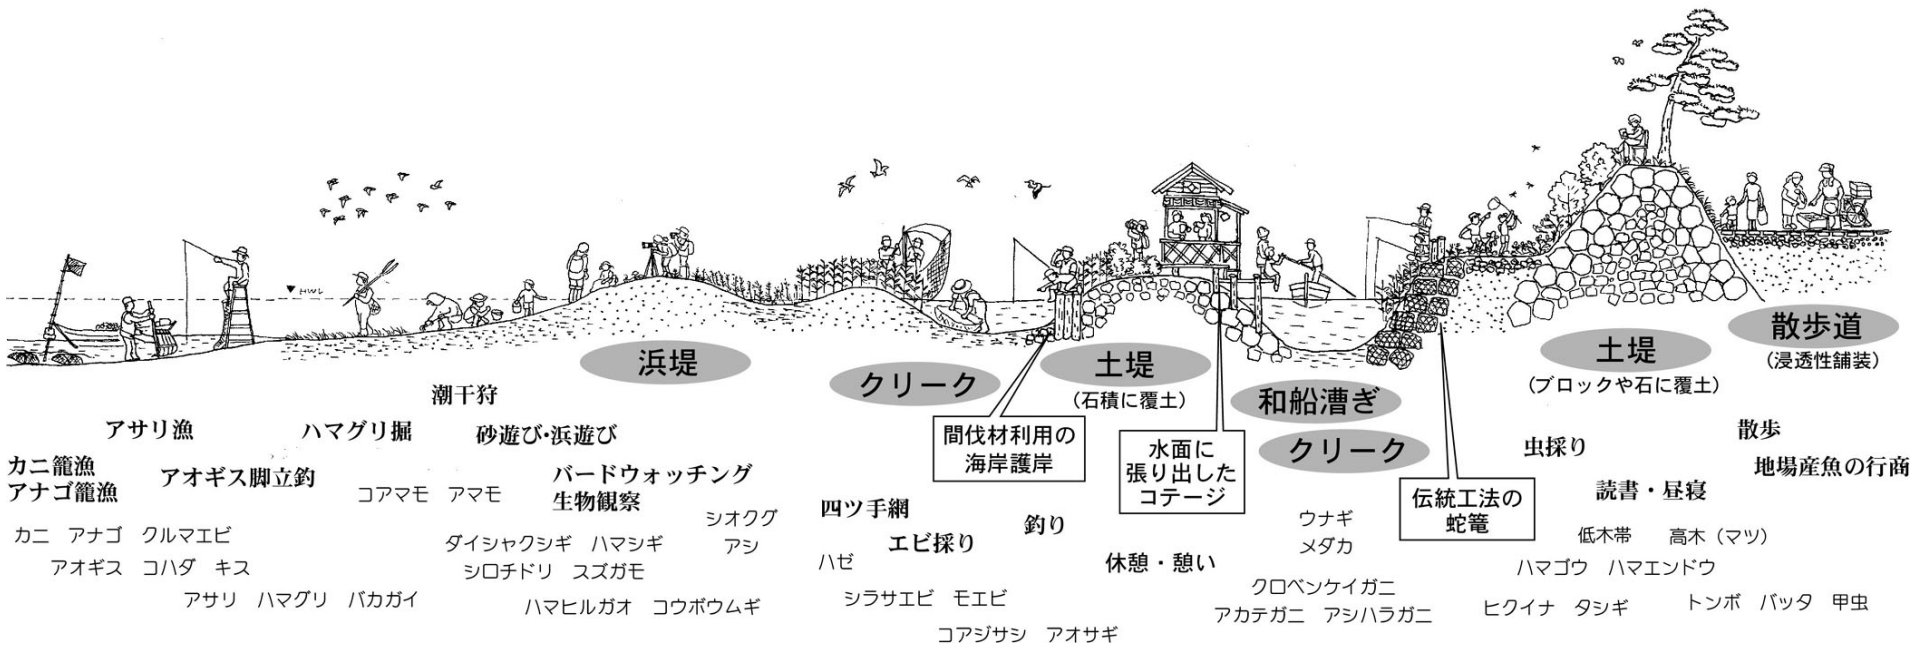 HWL
浜堤
クリーク
土堤
(石積に覆土)
和船漕ぎ
クリーク
土堤
(ブロックや石に覆土)
散歩道
(浸透性舗装)
間伐材利用の
海岸護岸
水面に
張り出した
コテージ
伝統工法の
蛇篭
潮干狩
アサリ漁
ハマグリ掘
砂遊び・浜遊び
カニ籠漁
アナゴ籠漁
アオギス脚立釣
バードウォッチング
生物観察
四ツ手網
エビ採り
釣り
休憩・憩い
虫採り
読書・昼寝
散歩
地場産魚の行商
コアマモ アマモ
カニ アナゴ クルマエビ
アオギス コハダ キス
アサリ ハマグリ バカガイ
ダイシャクシギ ハマシギ
シロチドリ スズガモ
ハマヒルガオ コウボウムギ
シオクグ
アシ
ハゼ
シラサエビ モエビ
コアジサシ アオサギ
ウナギ
メダカ
クロベンケイガニ
アカテガニ アシハラガニ
低木帯 高木(マツ)
ハマゴウ ハマエンドウ
ヒクイナ タシギ
トンボ バッタ 甲虫